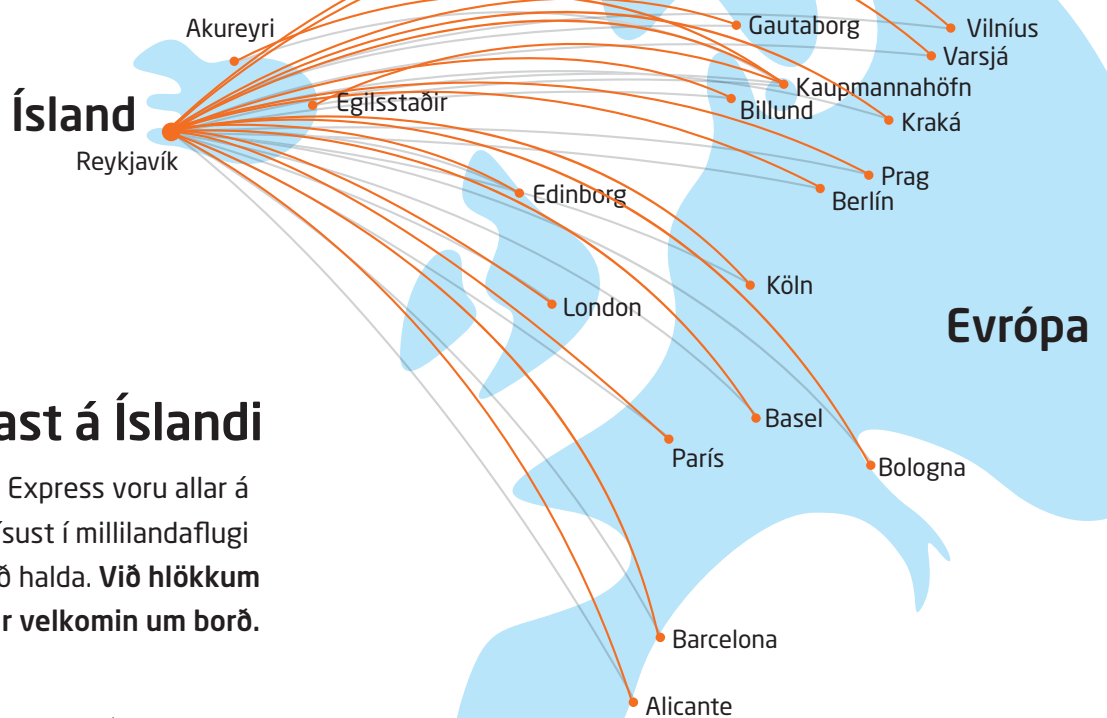 Akureyri
Gautaborg
Vilníus
Varsjá
Kaupmannahöfn
Ísland
Egilsstaðir
Billund
Kraká
Reykjavík
Prag
Edinborg
Berlín
Köln
London
Evrópa
ast á Íslandi
Basel
París
Bologna
Express voru allar á
ísust í millilandaflugi
ð halda. Við hlökkum
r velkomin um borð.
Barcelona
Alicante